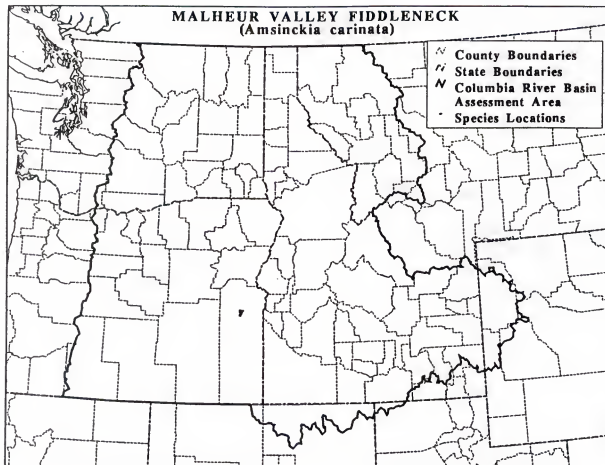 MALHEUR VALLEY FIDDLENECK
(Amsinckia carinata)
County Boundaries
State Boundaries
Columbia River Basin
Assessment Area
Species Locations